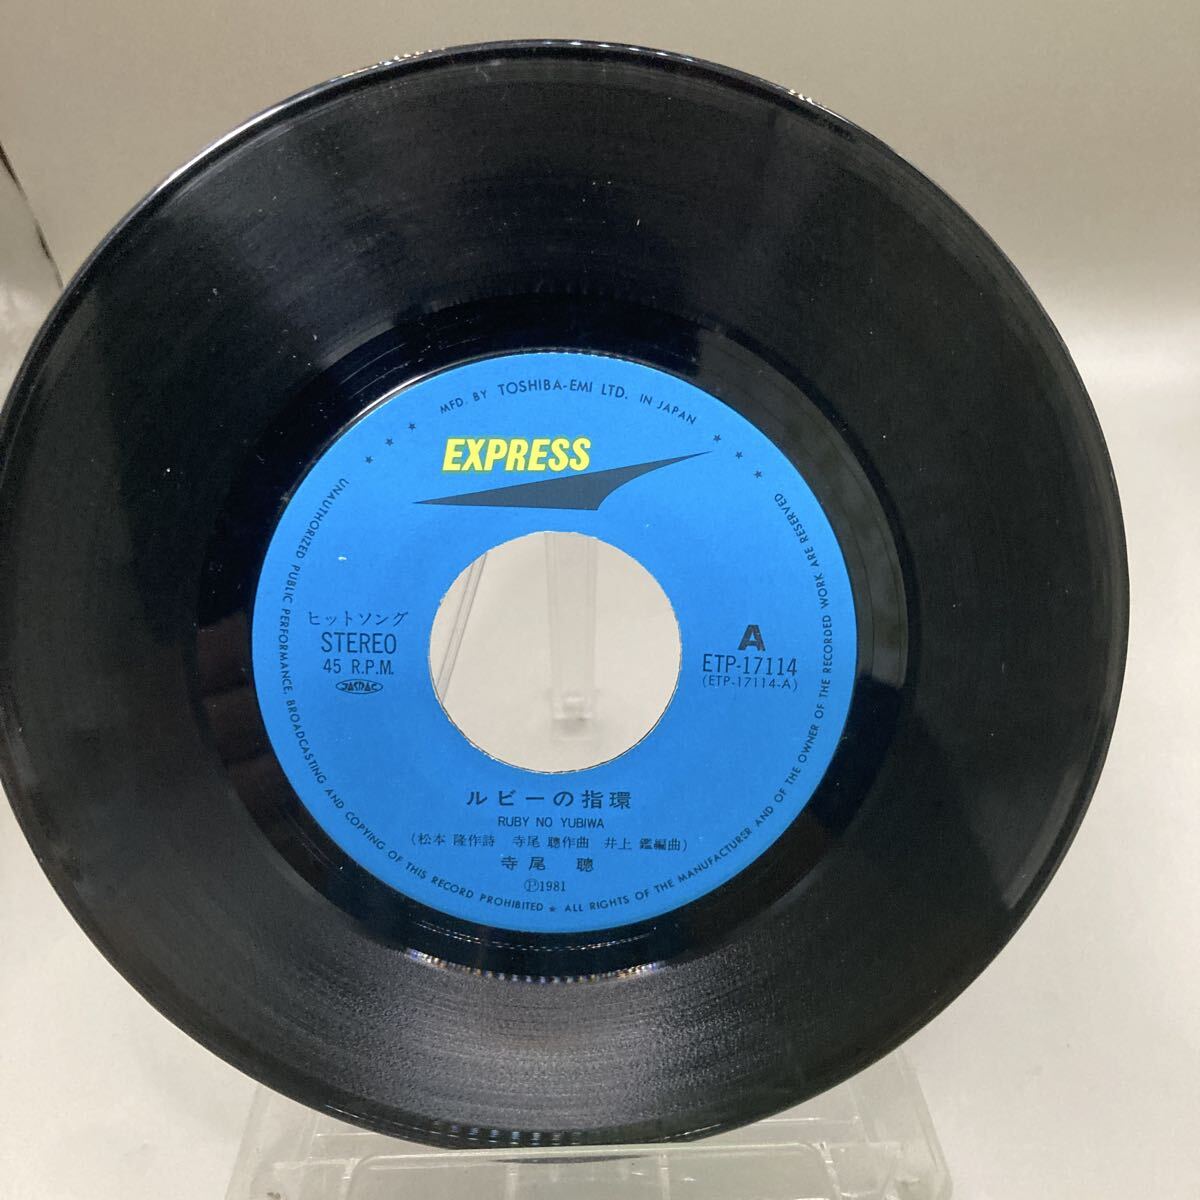 MFD. BY TOSHIBA-EMI LTD. IN JAPAN
EXPRESS
ヒットソング
STEREO
45 R.P.M.
JASRAC
A
ETP-17114
(ETP-17114-A)
ルビーの指環
RUBY NO YUBIWA
(松本 隆作詩 寺尾 聰作曲 井上 鑑編曲)
寺尾 聰
Ⓟ1981
UNAUTHORIZED PUBLIC PERFORMANCE, BROADCASTING AND COPYING OF THIS RECORD PROHIBITED ★ ALL RIGHTS OF THE MANUFACTURER AND OF THE OWNER OF THE RECORDED WORK ARE RESERVED